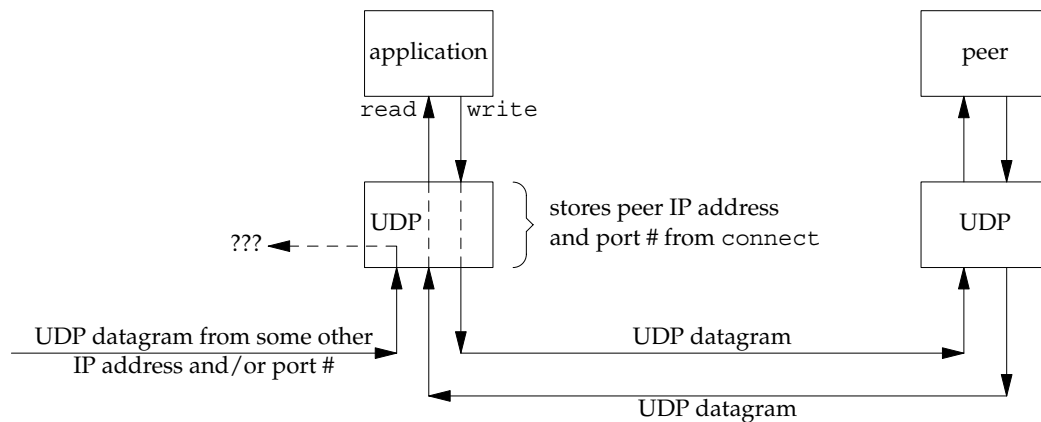 application
peer
read
write
UDP
stores peer IP address
and port # from connect
UDP
???
UDP datagram from some other
IP address and/or port #
UDP datagram
UDP datagram